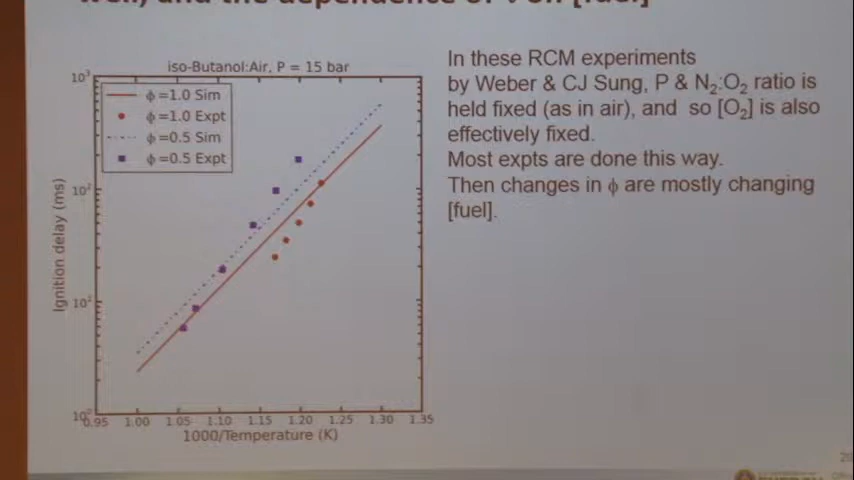 well, and the dependence of τ on [fuel]
iso-Butanol:Air, P = 15 bar
10³
ϕ=1.0 Sim
ϕ=1.0 Expt
ϕ=0.5 Sim
ϕ=0.5 Expt
10²
10¹
10⁰
Ignition delay (ms)
0.95 1.00 1.05 1.10 1.15 1.20 1.25 1.30 1.35
1000/Temperature (K)
In these RCM experiments
by Weber & CJ Sung, P & N₂:O₂ ratio is
held fixed (as in air), and so [O₂] is also
effectively fixed.
Most expts are done this way.
Then changes in ϕ are mostly changing
[fuel].